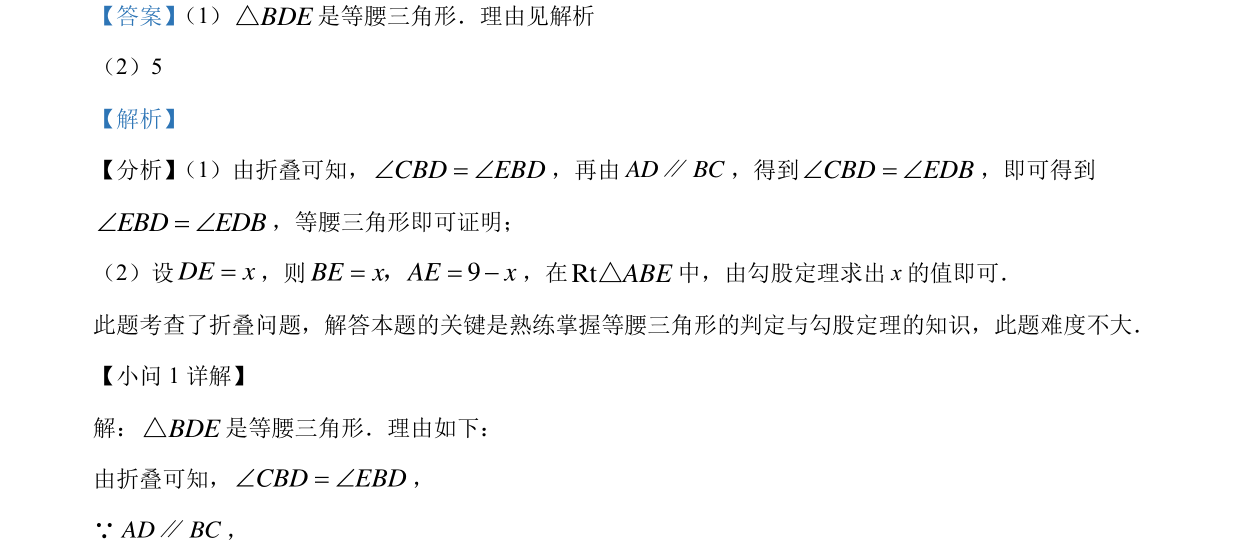 【答案】（1）△BDE 是等腰三角形．理由见解析
（2）5
【解析】
【分析】（1）由折叠可知，∠CBD = ∠EBD，再由 AD∥BC，得到∠CBD = ∠EDB，即可得到
∠EBD = ∠EDB，等腰三角形即可证明；
（2）设 DE = x，则 BE = x，AE = 9 − x，在 Rt△ABE 中，由勾股定理求出 x 的值即可．
此题考查了折叠问题，解答本题的关键是熟练掌握等腰三角形的判定与勾股定理的知识，此题难度不大．
【小问 1 详解】
解：△BDE 是等腰三角形．理由如下：
由折叠可知，∠CBD = ∠EBD，
∵ AD∥BC，